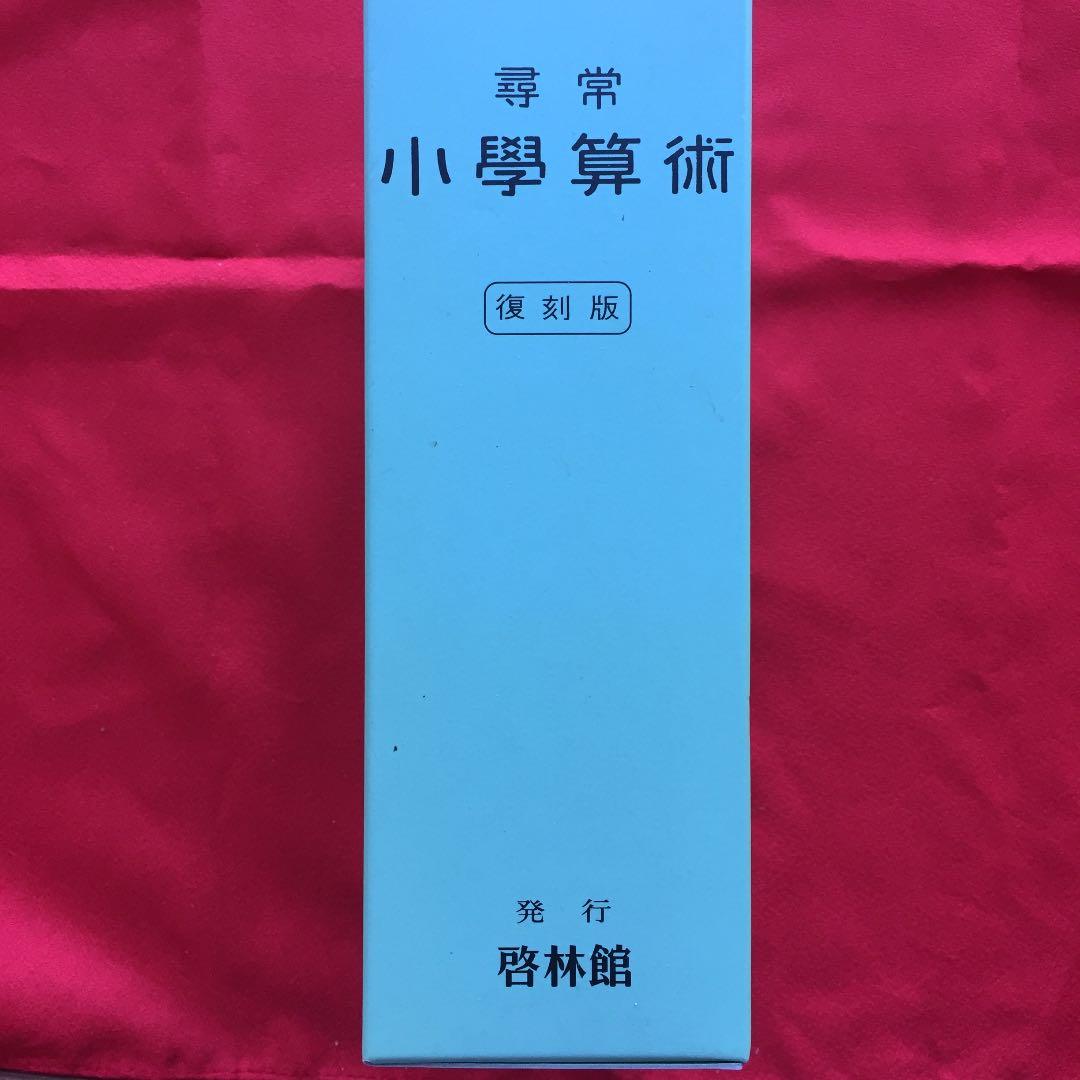 尋常
小學算術
復刻版
発行
啓林館